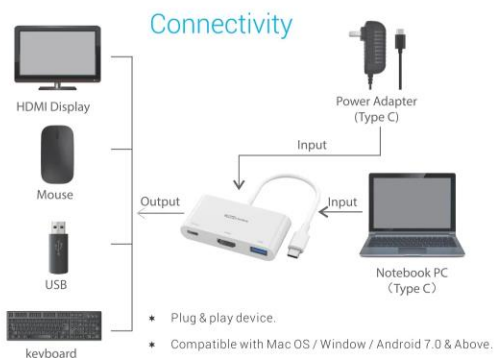 Connectivity
HDMI Display
Mouse
USB
keyboard
Output
Input
Power Adapter
(Type C)
Input
Notebook PC
(Type C)
* Plug & play device.
* Compatible with Mac OS / Window / Android 7.0 & Above.